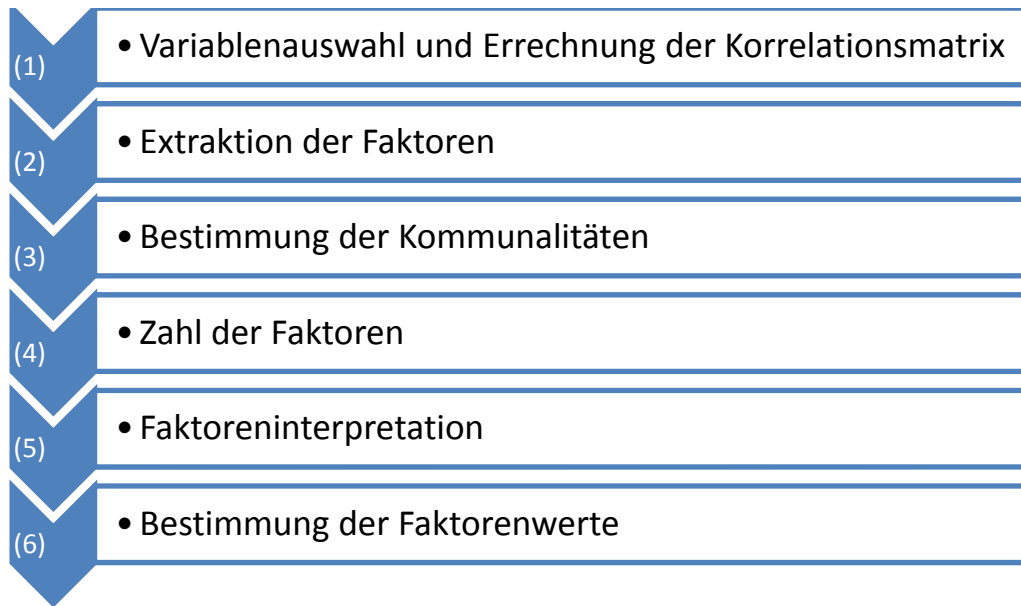 (1) • Variablenauswahl und Errechnung der Korrelationsmatrix
(2) • Extraktion der Faktoren
(3) • Bestimmung der Kommunalitäten
(4) • Zahl der Faktoren
(5) • Faktoreninterpretation
(6) • Bestimmung der Faktorenwerte